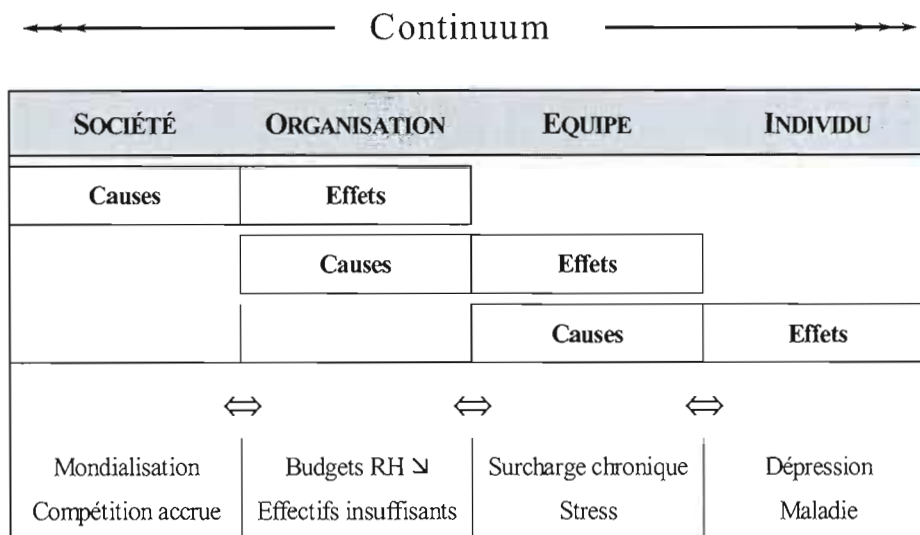 Continuum
SOCIÉTÉ ORGANISATION EQUIPE INDIVIDU
Causes Effets
Causes Effets
Causes Effets
⇔ ⇔ ⇔
Mondialisation Budgets RH ↘ Surcharge chronique Dépression
Compétition accrue Effectifs insuffisants Stress Maladie